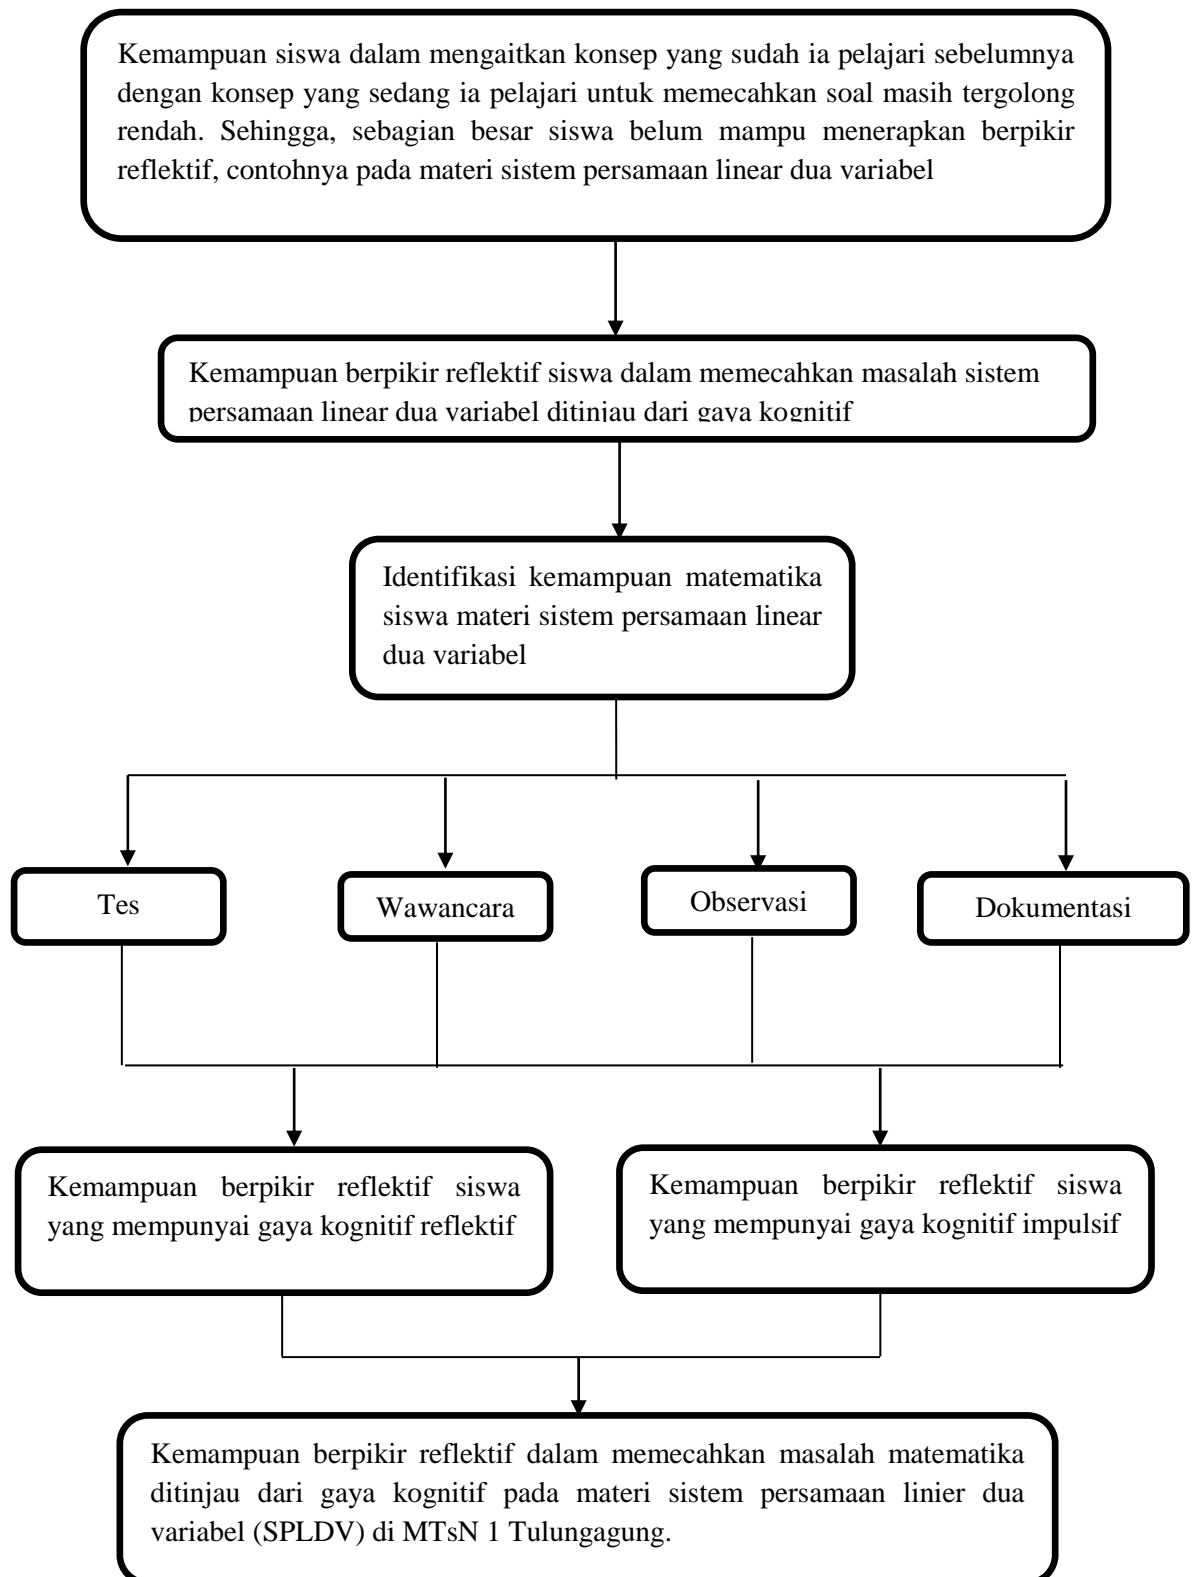 Kemampuan siswa dalam mengaitkan konsep yang sudah ia pelajari sebelumnya
dengan konsep yang sedang ia pelajari untuk memecahkan soal masih tergolong
rendah. Sehingga, sebagian besar siswa belum mampu menerapkan berpikir
reflektif, contohnya pada materi sistem persamaan linear dua variabel
Kemampuan berpikir reflektif siswa dalam memecahkan masalah sistem
persamaan linear dua variabel ditinjau dari gaya kognitif
Identifikasi kemampuan matematika
siswa materi sistem persamaan linear
dua variabel
Tes
Wawancara
Observasi
Dokumentasi
Kemampuan berpikir reflektif siswa
yang mempunyai gaya kognitif reflektif
Kemampuan berpikir reflektif siswa
yang mempunyai gaya kognitif impulsif
Kemampuan berpikir reflektif dalam memecahkan masalah matematika
ditinjau dari gaya kognitif pada materi sistem persamaan linier dua
variabel (SPLDV) di MTsN 1 Tulungagung.